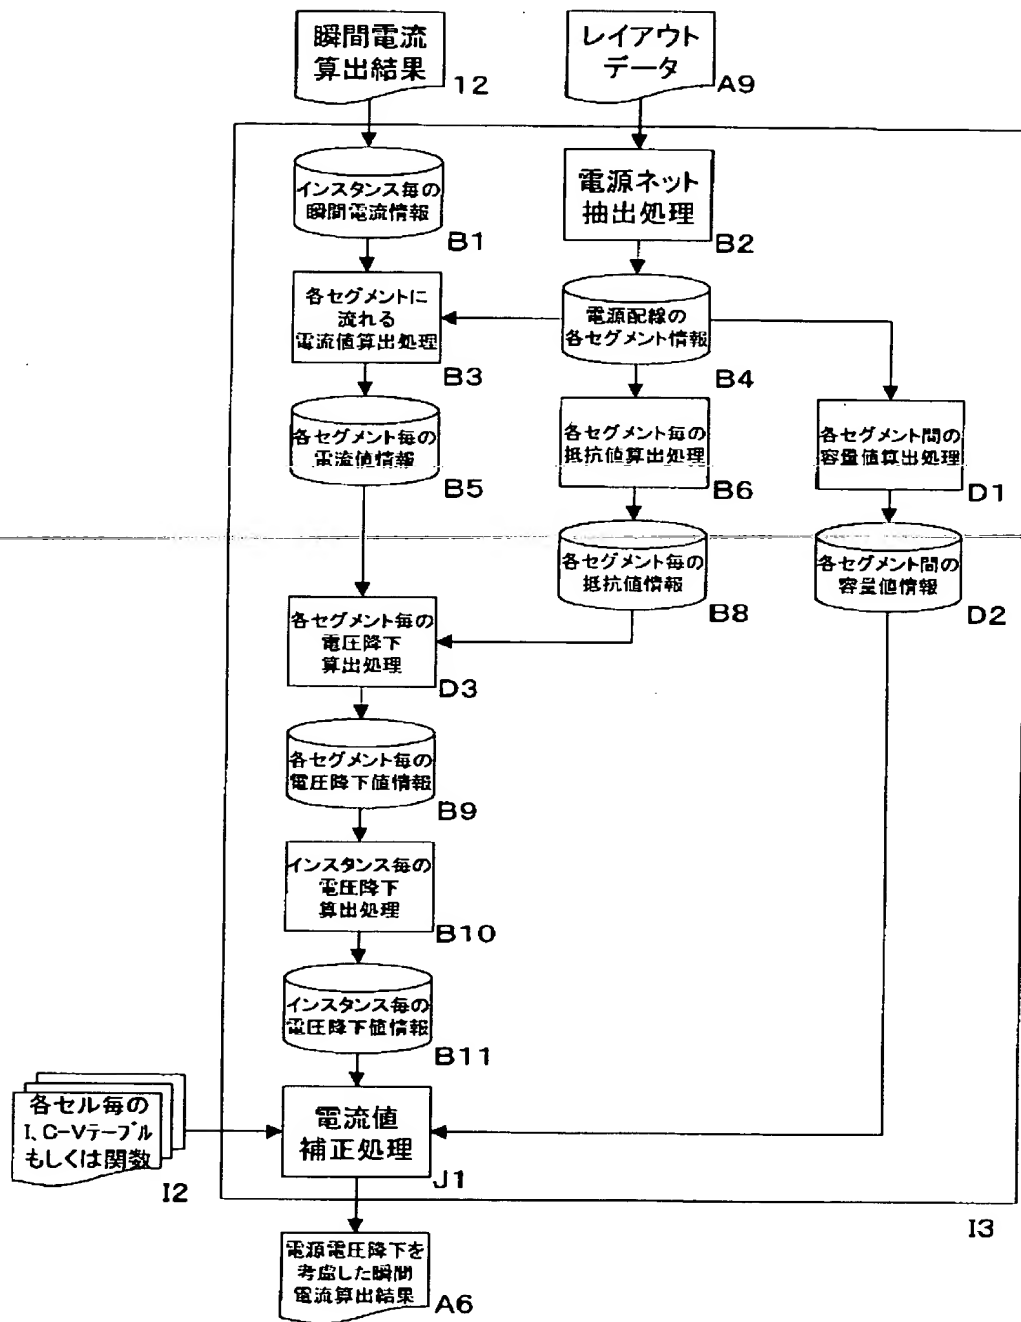 瞬間電流
算出結果
12
レイアウト
データ
A9
インスタンス毎の
瞬間電流情報
B1
電源ネット
抽出処理
B2
各セグメントに
流れる
電流値算出処理
B3
電源配線の
各セグメント情報
B4
各セグメント毎の
電流値情報
B5
各セグメント毎の
抵抗値算出処理
B6
各セグメント間の
容量値算出処理
D1
各セグメント毎の
抵抗値情報
B8
各セグメント間の
容量値情報
D2
各セグメント毎の
電圧降下
算出処理
D3
各セグメント毎の
電圧降下値情報
B9
インスタンス毎の
電圧降下
算出処理
B10
インスタンス毎の
電圧降下値情報
B11
各セル毎の
I、C-Vテーブル
もしくは関数
I2
電流値
補正処理
J1
I3
電源電圧降下を
考慮した瞬間
電流算出結果
A6